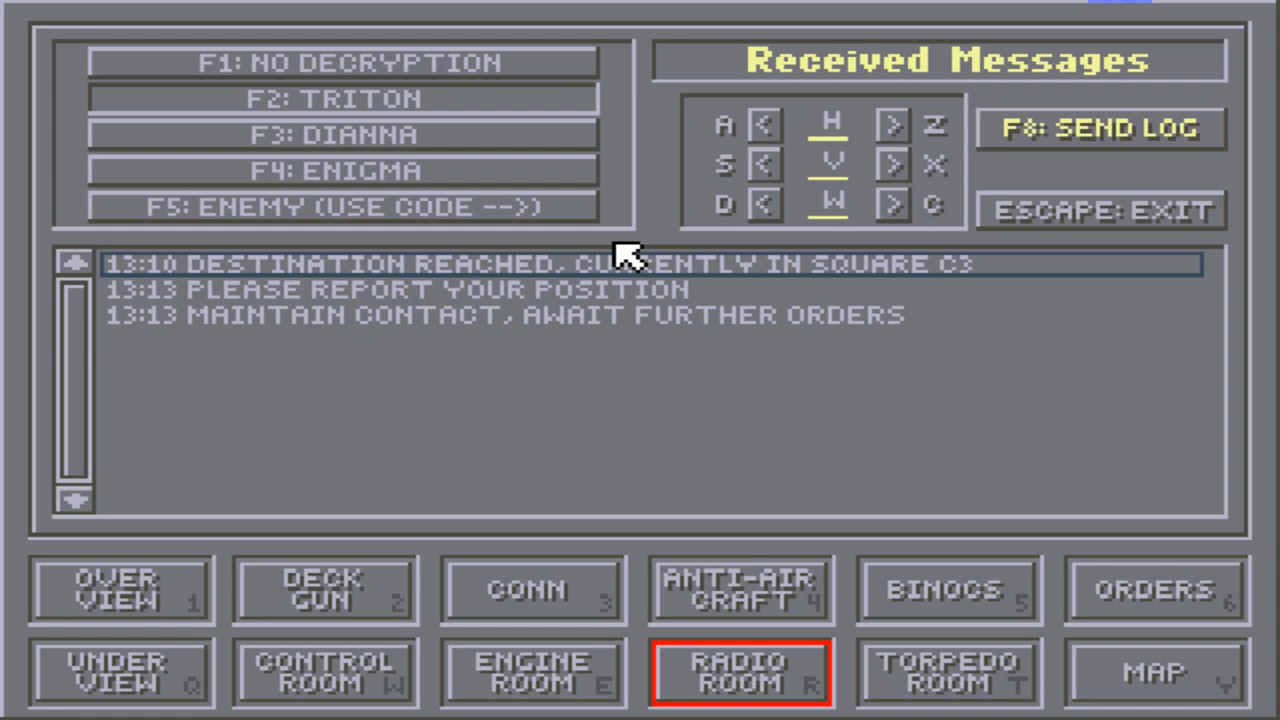 F1: NO DECRYPTION
F2: TRITON
F3: DIANNA
F4: ENIGMA
F5: ENEMY (USE CODE -->)
Received Messages
A < H > Z
S < V > X
D < W > C
F8: SEND LOG
ESCAPE: EXIT
13:10 DESTINATION REACHED, CURRENTLY IN SQUARE C3
13:13 PLEASE REPORT YOUR POSITION
13:13 MAINTAIN CONTACT, AWAIT FURTHER ORDERS
OVER
VIEW 1
DECK
GUN 2
CONN 3
ANTI-AIR
CRAFT 4
BINOCS 5
ORDERS 6
UNDER
VIEW Q
CONTROL
ROOM W
ENGINE
ROOM E
RADIO
ROOM R
TORPEDO
ROOM T
MAP Y